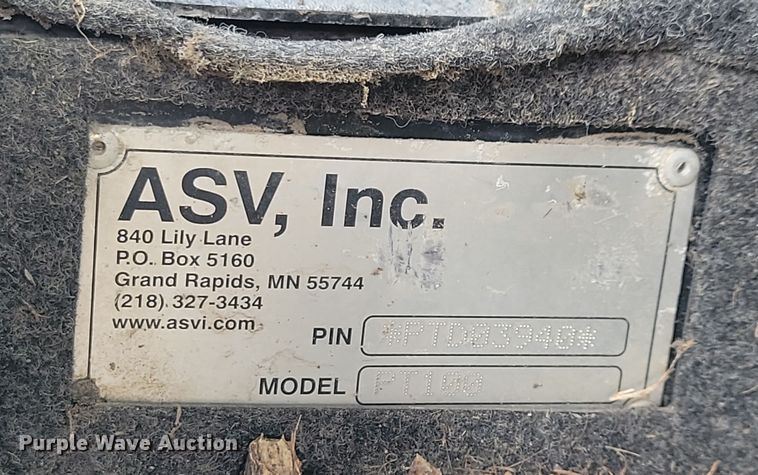 ASV, Inc.
840 Lily Lane
P.O. Box 5160
Grand Rapids, MN 55744
(218) 327-3434
www.asvi.com
PIN *PTD03940*
MODEL PT100
Purple Wave Auction